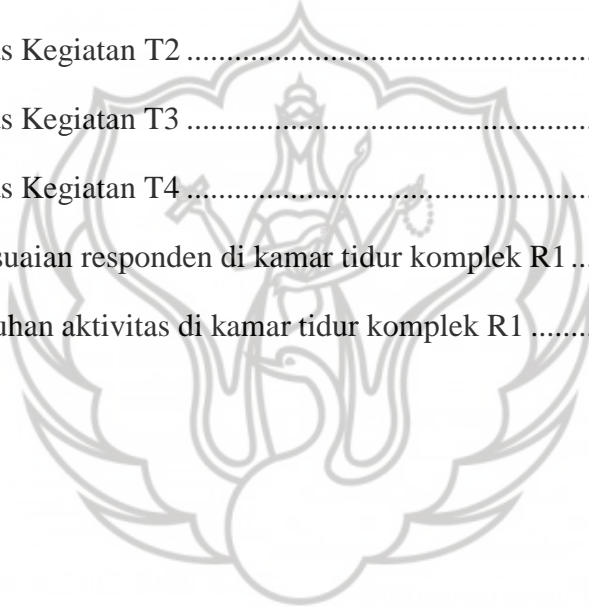 s Kegiatan T2 ..............................................................
s Kegiatan T3 ..............................................................
s Kegiatan T4 ..............................................................
suaian responden di kamar tidur komplek R1 ...
uhan aktivitas di kamar tidur komplek R1 ........